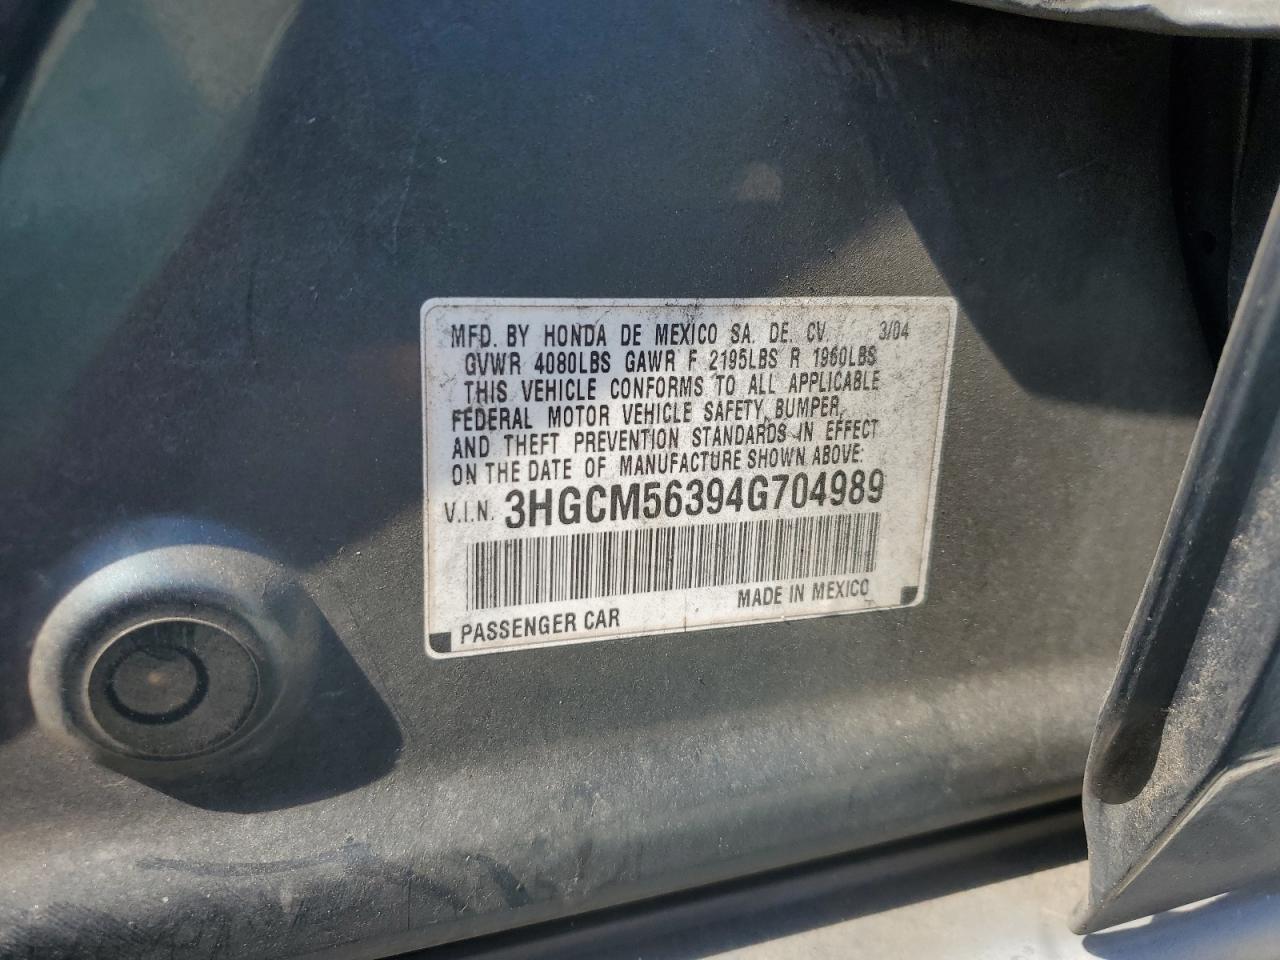 MFD. BY HONDA DE MEXICO SA. DE. CV. 3/04
GVWR 4080LBS GAWR F 2195LBS R 1960LBS
THIS VEHICLE CONFORMS TO ALL APPLICABLE
FEDERAL MOTOR VEHICLE SAFETY, BUMPER,
AND THEFT PREVENTION STANDARDS IN EFFECT
ON THE DATE OF MANUFACTURE SHOWN ABOVE:
V.I.N. 3HGCM56394G704989
MADE IN MEXICO
PASSENGER CAR